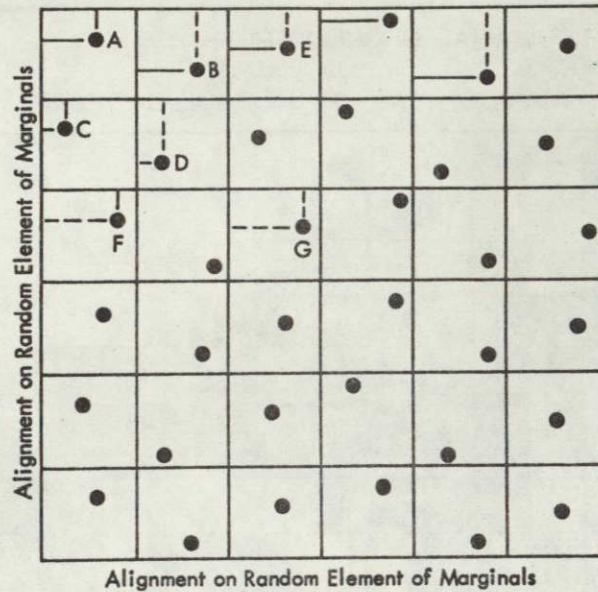 A
B
E
C
D
F
G
Alignment on Random Element of Marginals
Alignment on Random Element of Marginals